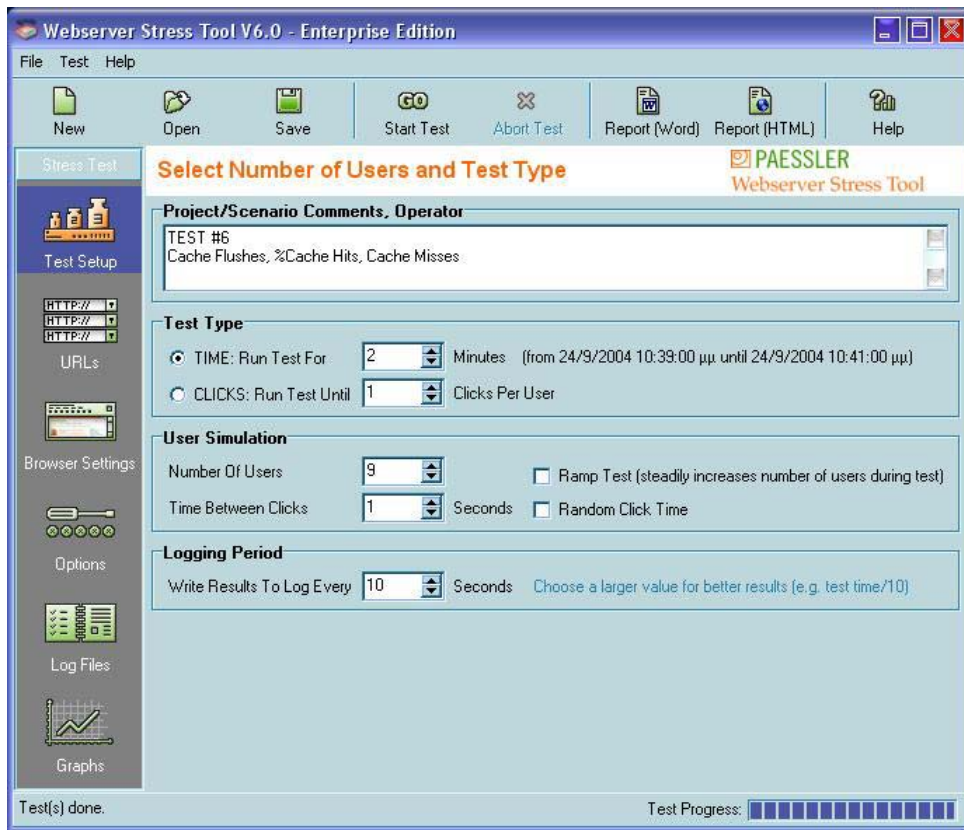 Webserver Stress Tool V6.0 - Enterprise Edition
File Test Help
New Open Save Start Test Abort Test Report (Word) Report (HTML) Help
GO
Stress Test
Select Number of Users and Test Type
PAESSLER
Webserver Stress Tool
Test Setup
HTTP://
HTTP://
HTTP://
URLs
Browser Settings
Options
Log Files
Graphs
Project/Scenario Comments, Operator
TEST #6
Cache Flushes, %Cache Hits, Cache Misses
Test Type
TIME: Run Test For 2 Minutes (from 24/9/2004 10:39:00 μμ until 24/9/2004 10:41:00 μμ)
CLICKS: Run Test Until 1 Clicks Per User
User Simulation
Number Of Users 9 Ramp Test (steadily increases number of users during test)
Time Between Clicks 1 Seconds Random Click Time
Logging Period
Write Results To Log Every 10 Seconds Choose a larger value for better results (e.g. test time/10)
Test(s) done. Test Progress: